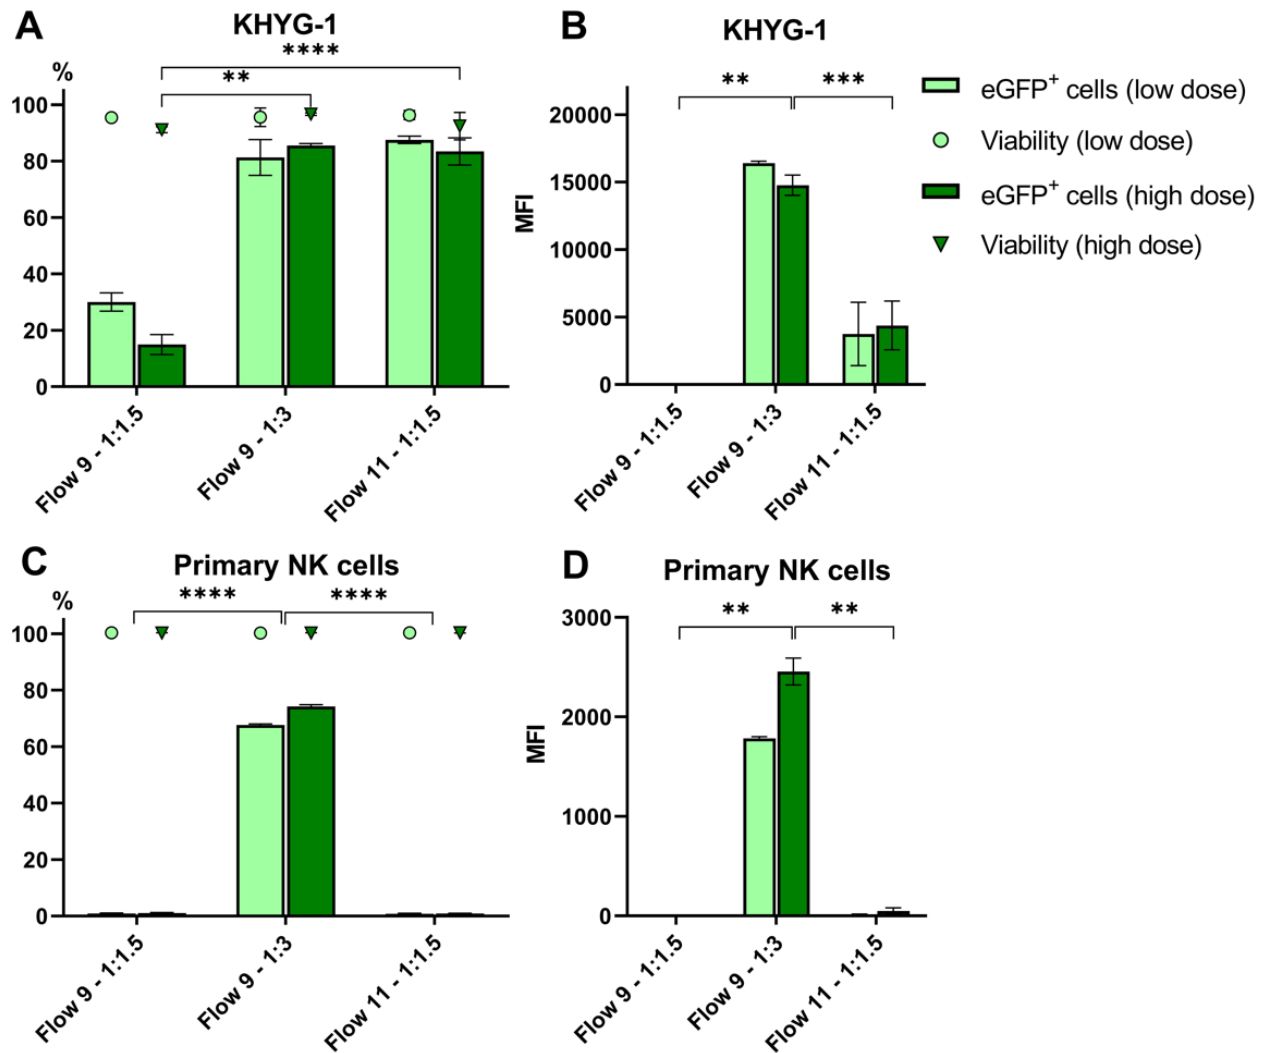 A
KHYG-1
****
**
%
100
80
60
40
20
0
Flow 9 - 1:1.5
Flow 9 - 1:3
Flow 11 - 1:1.5
B
KHYG-1
**
***
MFI
20000
15000
10000
5000
0
Flow 9 - 1:1.5
Flow 9 - 1:3
Flow 11 - 1:1.5
eGFP+ cells (low dose)
Viability (low dose)
eGFP+ cells (high dose)
Viability (high dose)
C
Primary NK cells
****
****
%
100
80
60
40
20
0
Flow 9 - 1:1.5
Flow 9 - 1:3
Flow 11 - 1:1.5
D
Primary NK cells
**
**
MFI
3000
2000
1000
0
Flow 9 - 1:1.5
Flow 9 - 1:3
Flow 11 - 1:1.5